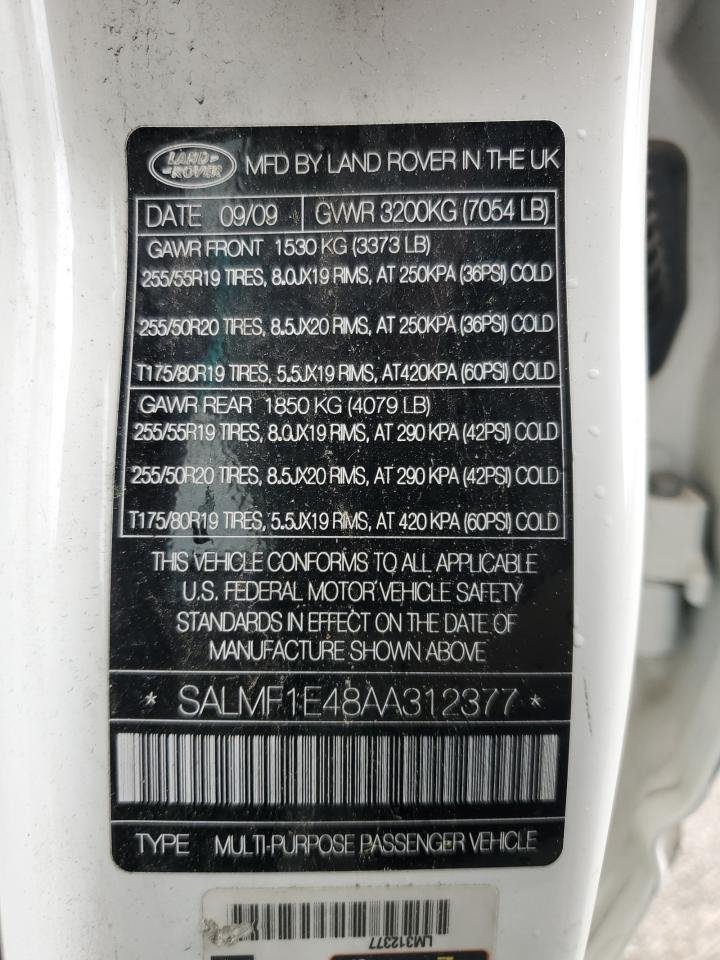 LAND-
-ROVER
MFD BY LAND ROVER IN THE UK
DATE 09/09 GVWR 3200KG (7054 LB)
GAWR FRONT 1530 KG (3373 LB)
255/55R19 TIRES, 8.0JX19 RIMS, AT 250KPA (36PSI) COLD
255/50R20 TIRES, 8.5JX20 RIMS, AT 250KPA (36PSI) COLD
T175/80R19 TIRES, 5.5JX19 RIMS, AT420KPA (60PSI) COLD
GAWR REAR 1850 KG (4079 LB)
255/55R19 TIRES, 8.0JX19 RIMS, AT 290 KPA (42PSI) COLD
255/50R20 TIRES, 8.5JX20 RIMS, AT 290 KPA (42PSI) COLD
T175/80R19 TIRES, 5.5JX19 RIMS, AT 420 KPA (60PSI) COLD
THIS VEHICLE CONFORMS TO ALL APPLICABLE
U.S. FEDERAL MOTOR VEHICLE SAFETY
STANDARDS IN EFFECT ON THE DATE OF
MANUFACTURE SHOWN ABOVE
* SALMF1E48AA312377 *
TYPE MULTI-PURPOSE PASSENGER VEHICLE
LM312377